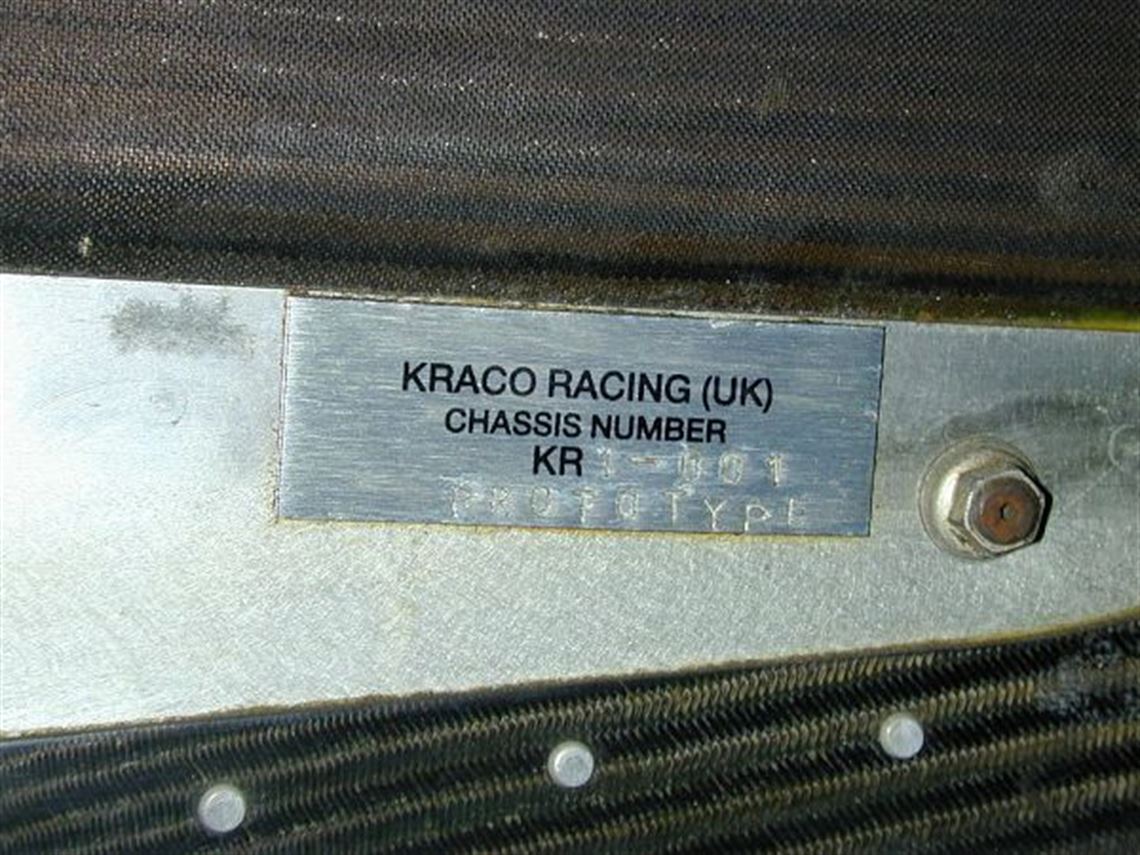 KRACO RACING (UK)
CHASSIS NUMBER
KR 1-001
PROTOTYPE